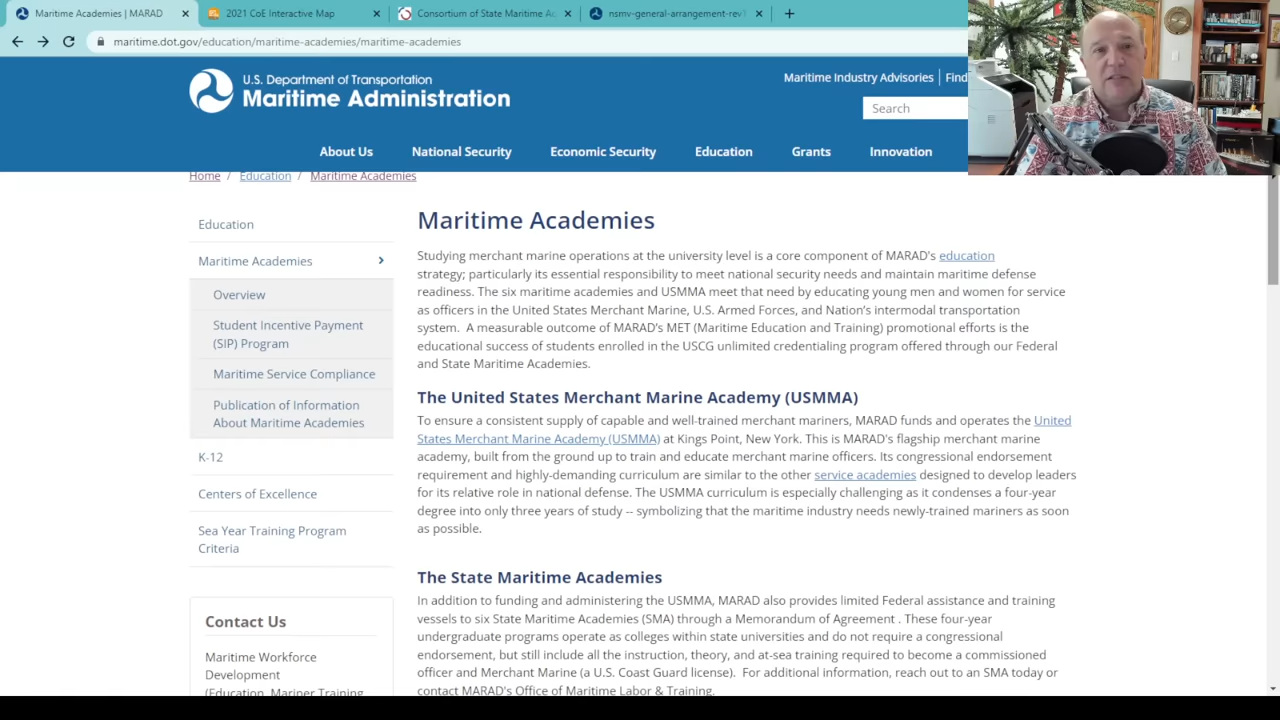 Maritime Academies | MARAD
2021 CoE Interactive Map
Consortium of State Maritime Ac
nsmv-general-arrangement-rev
maritime.dot.gov/education/maritime-academies/maritime-academies
U.S. Department of Transportation
Maritime Administration
Maritime Industry Advisories
Find
Search
About Us
National Security
Economic Security
Education
Grants
Innovation
Home / Education / Maritime Academies
Education
Maritime Academies
Overview
Student Incentive Payment
(SIP) Program
Maritime Service Compliance
Publication of Information
About Maritime Academies
K-12
Centers of Excellence
Sea Year Training Program
Criteria
Contact Us
Maritime Workforce
Development
(Education, Mariner Training
Maritime Academies
Studying merchant marine operations at the university level is a core component of MARAD's education
strategy; particularly its essential responsibility to meet national security needs and maintain maritime defense
readiness. The six maritime academies and USMMA meet that need by educating young men and women for service
as officers in the United States Merchant Marine, U.S. Armed Forces, and Nation's intermodal transportation
system. A measurable outcome of MARAD's MET (Maritime Education and Training) promotional efforts is the
educational success of students enrolled in the USCG unlimited credentialing program offered through our Federal
and State Maritime Academies.
The United States Merchant Marine Academy (USMMA)
To ensure a consistent supply of capable and well-trained merchant mariners, MARAD funds and operates the United
States Merchant Marine Academy (USMMA) at Kings Point, New York. This is MARAD's flagship merchant marine
academy, built from the ground up to train and educate merchant marine officers. Its congressional endorsement
requirement and highly-demanding curriculum are similar to the other service academies designed to develop leaders
for its relative role in national defense. The USMMA curriculum is especially challenging as it condenses a four-year
degree into only three years of study -- symbolizing that the maritime industry needs newly-trained mariners as soon
as possible.
The State Maritime Academies
In addition to funding and administering the USMMA, MARAD also provides limited Federal assistance and training
vessels to six State Maritime Academies (SMA) through a Memorandum of Agreement . These four-year
undergraduate programs operate as colleges within state universities and do not require a congressional
endorsement, but still include all the instruction, theory, and at-sea training required to become a commissioned
officer and Merchant Marine (a U.S. Coast Guard license). For additional information, reach out to an SMA today or
contact MARAD's Office of Maritime Labor & Training.